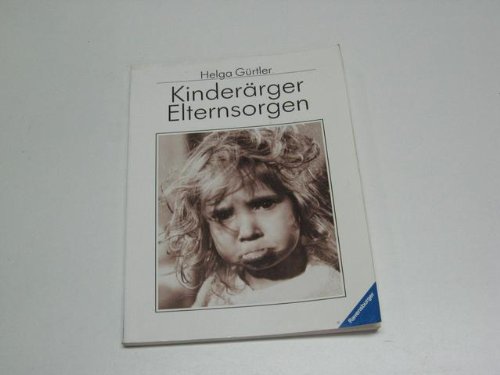 Helga Gürtler
Kinderärger
Elternsorgen
Ravensburger